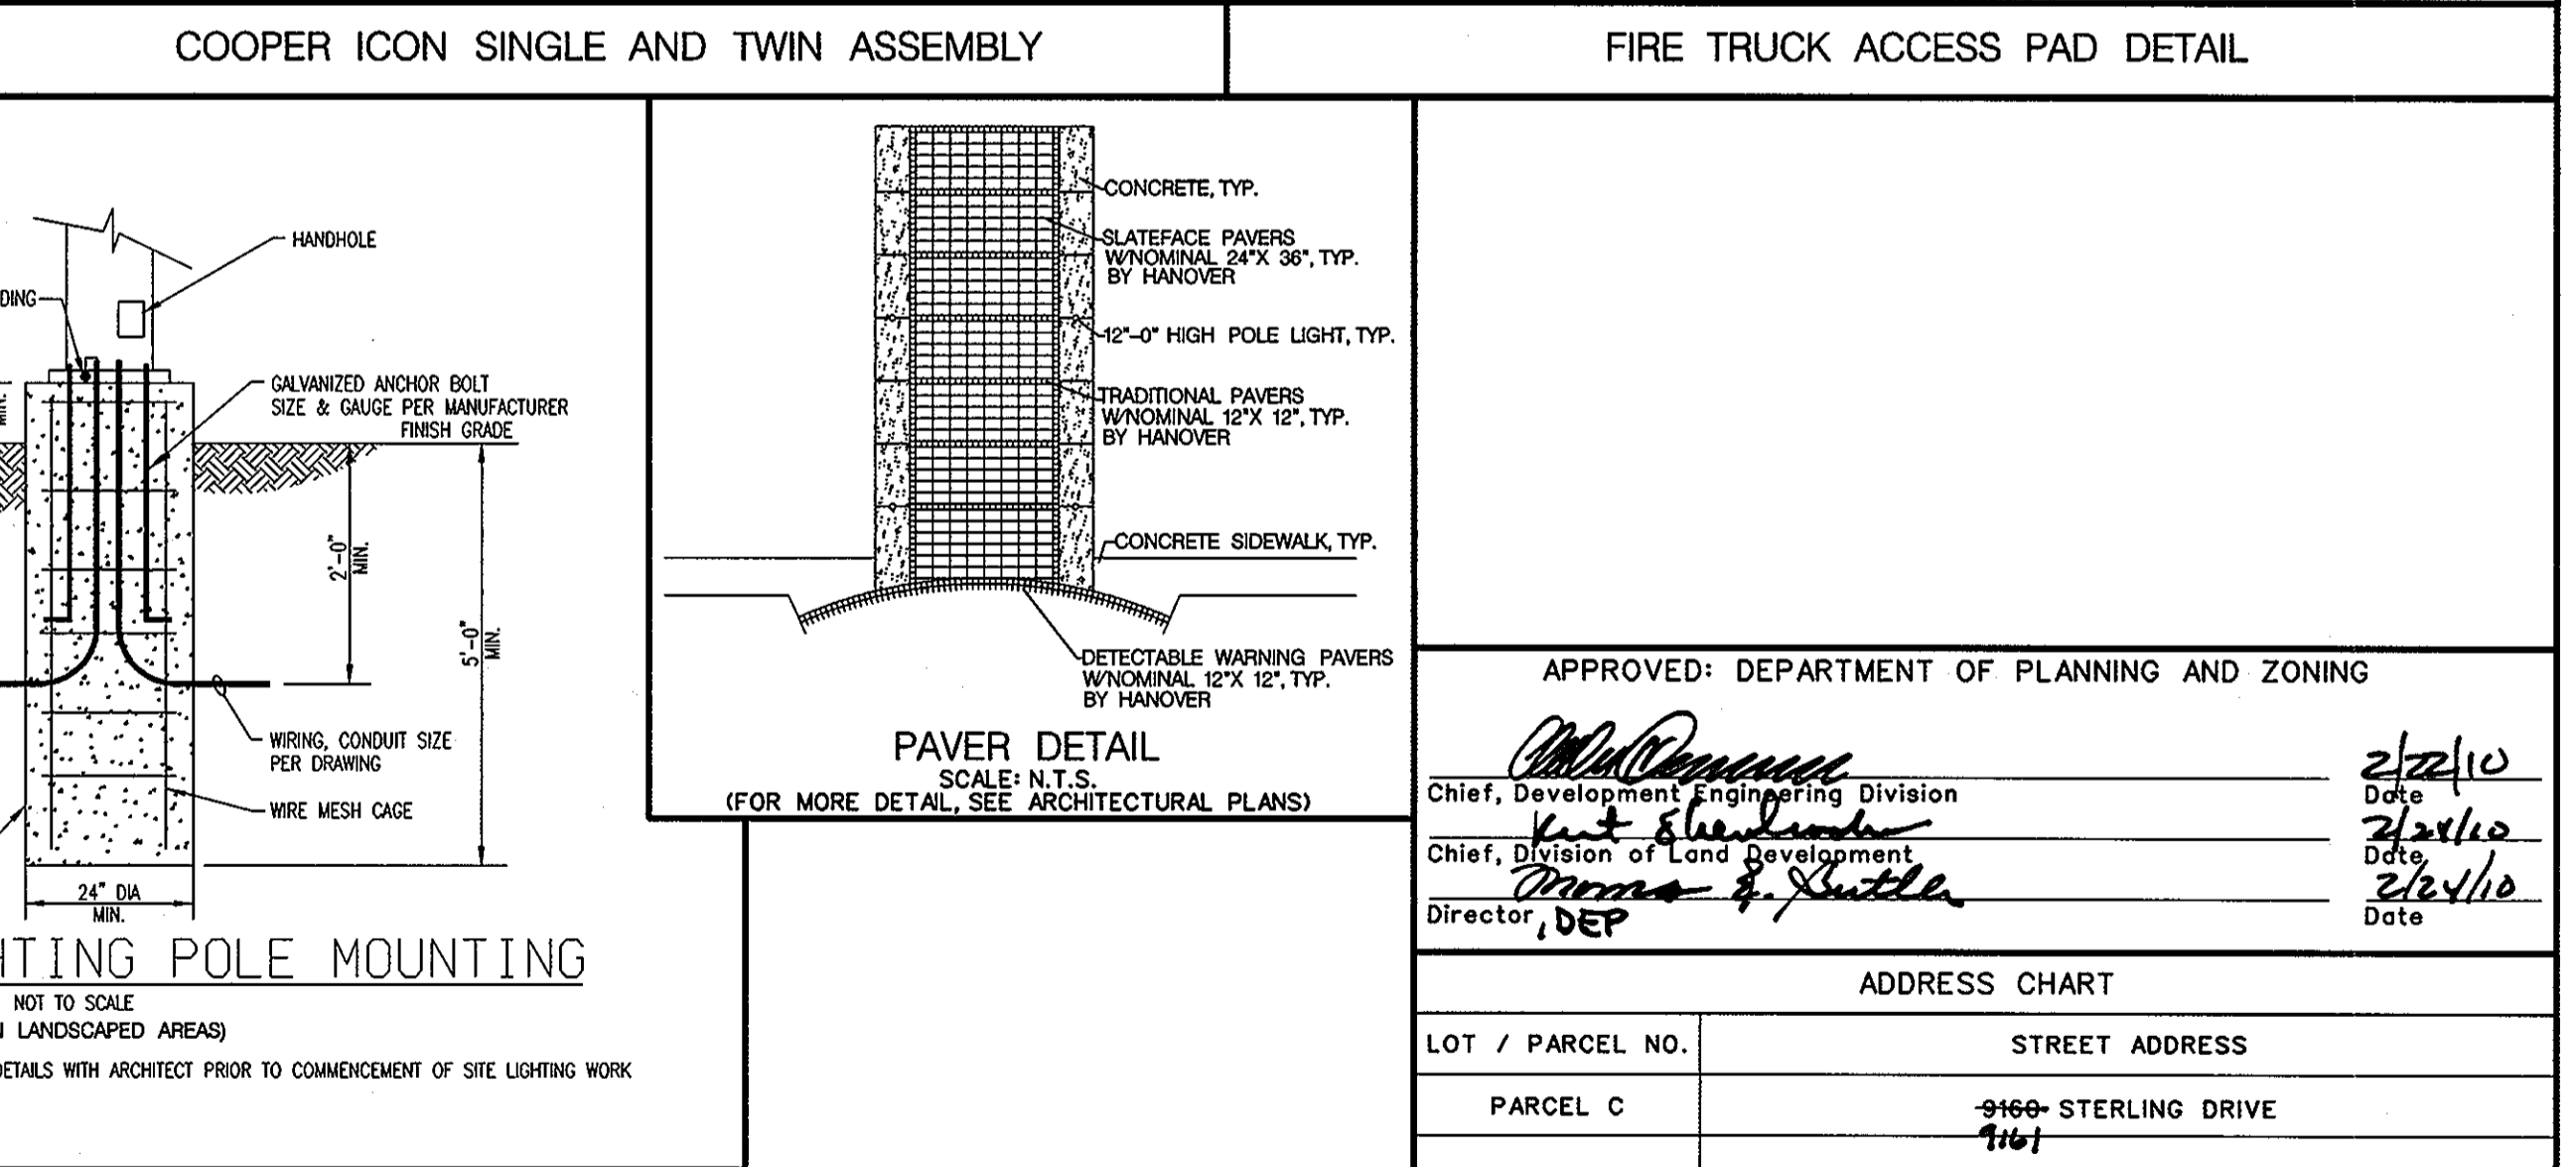 COOPER ICON SINGLE AND TWIN ASSEMBLY
FIRE TRUCK ACCESS PAD DETAIL
HANDHOLE
DING
MIN.
GALVANIZED ANCHOR BOLT
SIZE & GAUGE PER MANUFACTURER
FINISH GRADE
2'-0"
MIN.
5'-0"
MIN.
WIRING, CONDUIT SIZE
PER DRAWING
WIRE MESH CAGE
24" DIA
MIN.
HTING POLE MOUNTING
NOT TO SCALE
N LANDSCAPED AREAS)
DETAILS WITH ARCHITECT PRIOR TO COMMENCEMENT OF SITE LIGHTING WORK
CONCRETE, TYP.
SLATEFACE PAVERS
W/NOMINAL 24"X 36", TYP.
BY HANOVER
12"-0" HIGH POLE LIGHT, TYP.
TRADITIONAL PAVERS
W/NOMINAL 12"X 12", TYP.
BY HANOVER
CONCRETE SIDEWALK, TYP.
DETECTABLE WARNING PAVERS
W/NOMINAL 12"X 12", TYP.
BY HANOVER
PAVER DETAIL
SCALE: N.T.S.
(FOR MORE DETAIL, SEE ARCHITECTURAL PLANS)
APPROVED: DEPARTMENT OF PLANNING AND ZONING
2/22/10
Chief, Development Engineering Division
Date
Kent 2/24/10
Chief, Division of Land Development
Date
Butler 2/24/10
Director, DEP
Date
ADDRESS CHART
LOT / PARCEL NO.
STREET ADDRESS
PARCEL C
9160 STERLING DRIVE
9161